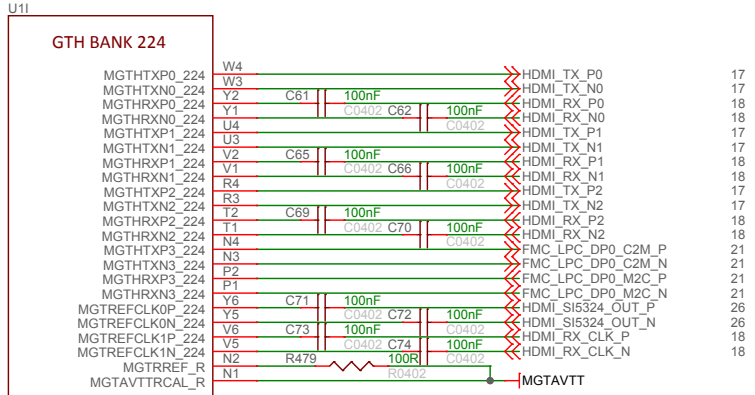 U1I
GTH BANK 224
MGTHTXP0_224 W4 HDMI_TX_P0 17
MGTHTXN0_224 W3 HDMI_TX_N0 17
MGTHRXP0_224 Y2 C61 100nF HDMI_RX_P0 18
MGTHRXN0_224 Y1 C0402 C62 100nF HDMI_RX_N0 18
MGTHTXP1_224 U4 C0402 HDMI_TX_P1 17
MGTHTXN1_224 U3 HDMI_TX_N1 17
MGTHRXP1_224 V2 C65 100nF HDMI_RX_P1 18
MGTHRXN1_224 V1 C0402 C66 100nF HDMI_RX_N1 18
MGTHTXP2_224 R4 C0402 HDMI_TX_P2 17
MGTHTXN2_224 R3 HDMI_TX_N2 17
MGTHRXP2_224 T2 C69 100nF HDMI_RX_P2 18
MGTHRXN2_224 T1 C0402 C70 100nF HDMI_RX_N2 18
MGTHTXP3_224 N4 C0402 FMC_LPC_DP0_C2M_P 21
MGTHTXN3_224 N3 FMC_LPC_DP0_C2M_N 21
MGTHRXP3_224 P2 FMC_LPC_DP0_M2C_P 21
MGTHRXN3_224 P1 FMC_LPC_DP0_M2C_N 21
MGTREFCLK0P_224 Y6 C71 100nF HDMI_SI5324_OUT_P 26
MGTREFCLK0N_224 Y5 C0402 C72 100nF HDMI_SI5324_OUT_N 26
MGTREFCLK1P_224 V6 C73 100nF C0402 HDMI_RX_CLK_P 18
MGTREFCLK1N_224 V5 C0402 C74 100nF HDMI_RX_CLK_N 18
MGTRREF_R N2 R479 100R C0402
MGTAVTTRCAL_R N1 R0402 MGTAVTT